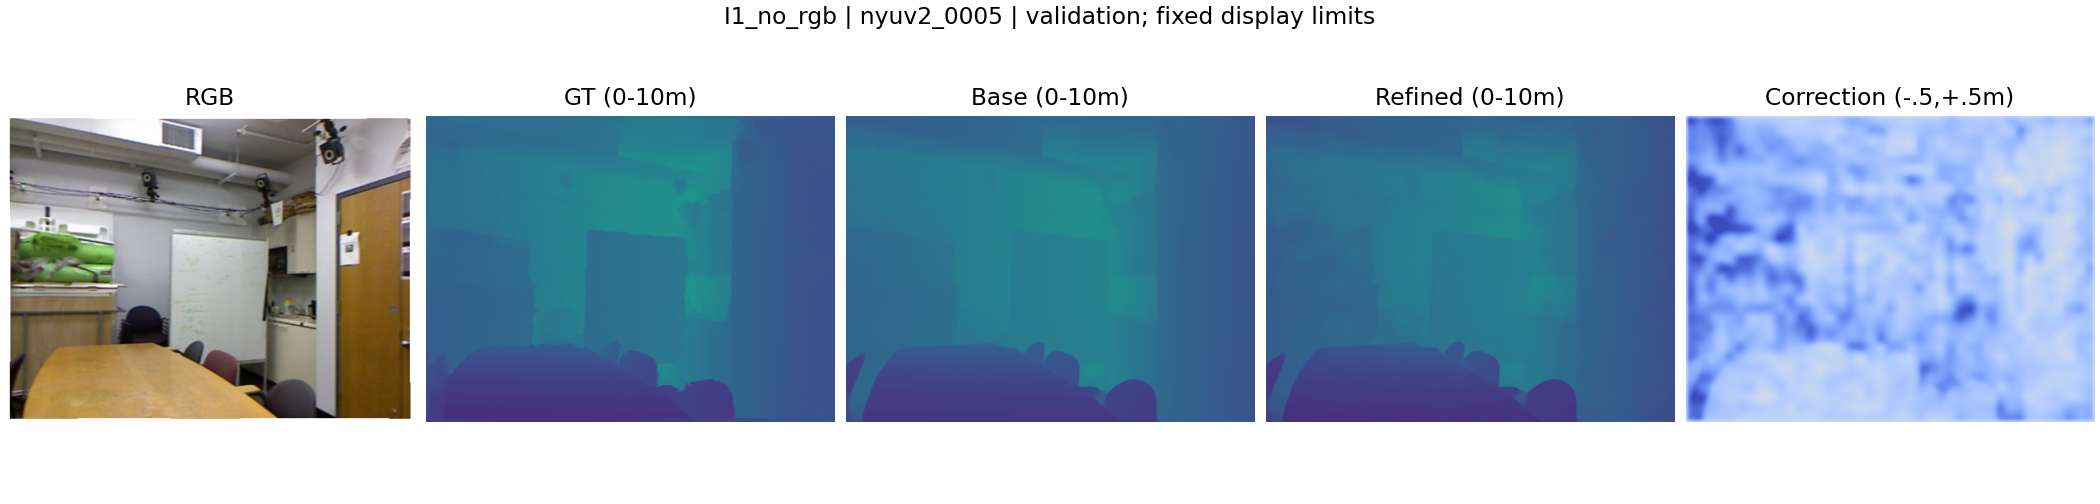 I1_no_rgb | nyuv2_0005 | validation; fixed display limits
RGB
GT (0-10m)
Base (0-10m)
Refined (0-10m)
Correction (-.5,+.5m)